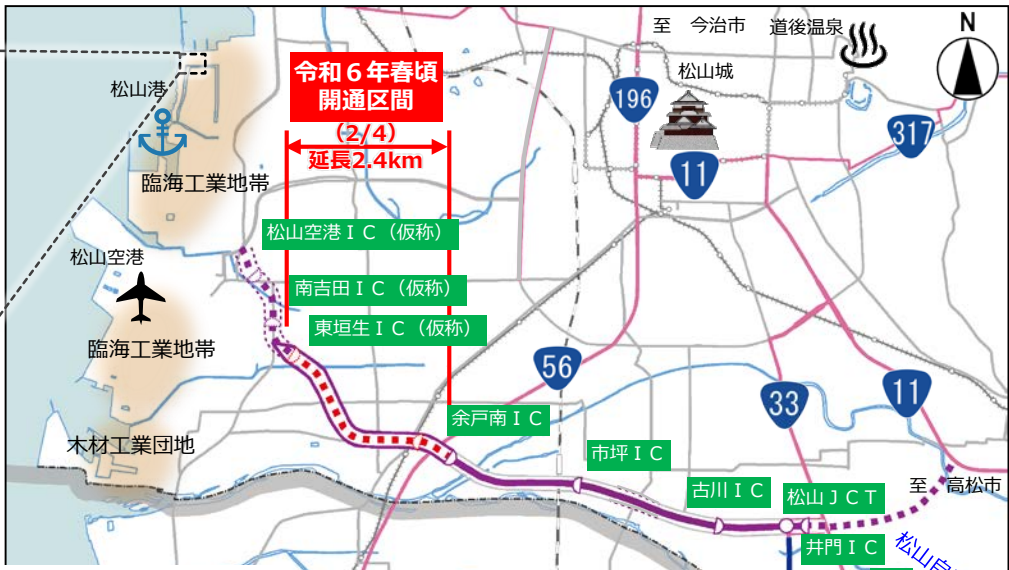 至 今治市
道後温泉
N
令和６年春頃
開通区間
（2/4）
延長2.4km
松山港
松山城
196
11
317
臨海工業地帯
松山空港ＩＣ（仮称）
松山空港
南吉田ＩＣ（仮称）
東垣生ＩＣ（仮称）
臨海工業地帯
56
33
11
余戸南ＩＣ
木材工業団地
市坪ＩＣ
古川ＩＣ
松山ＪＣＴ
至 高松市
井門ＩＣ